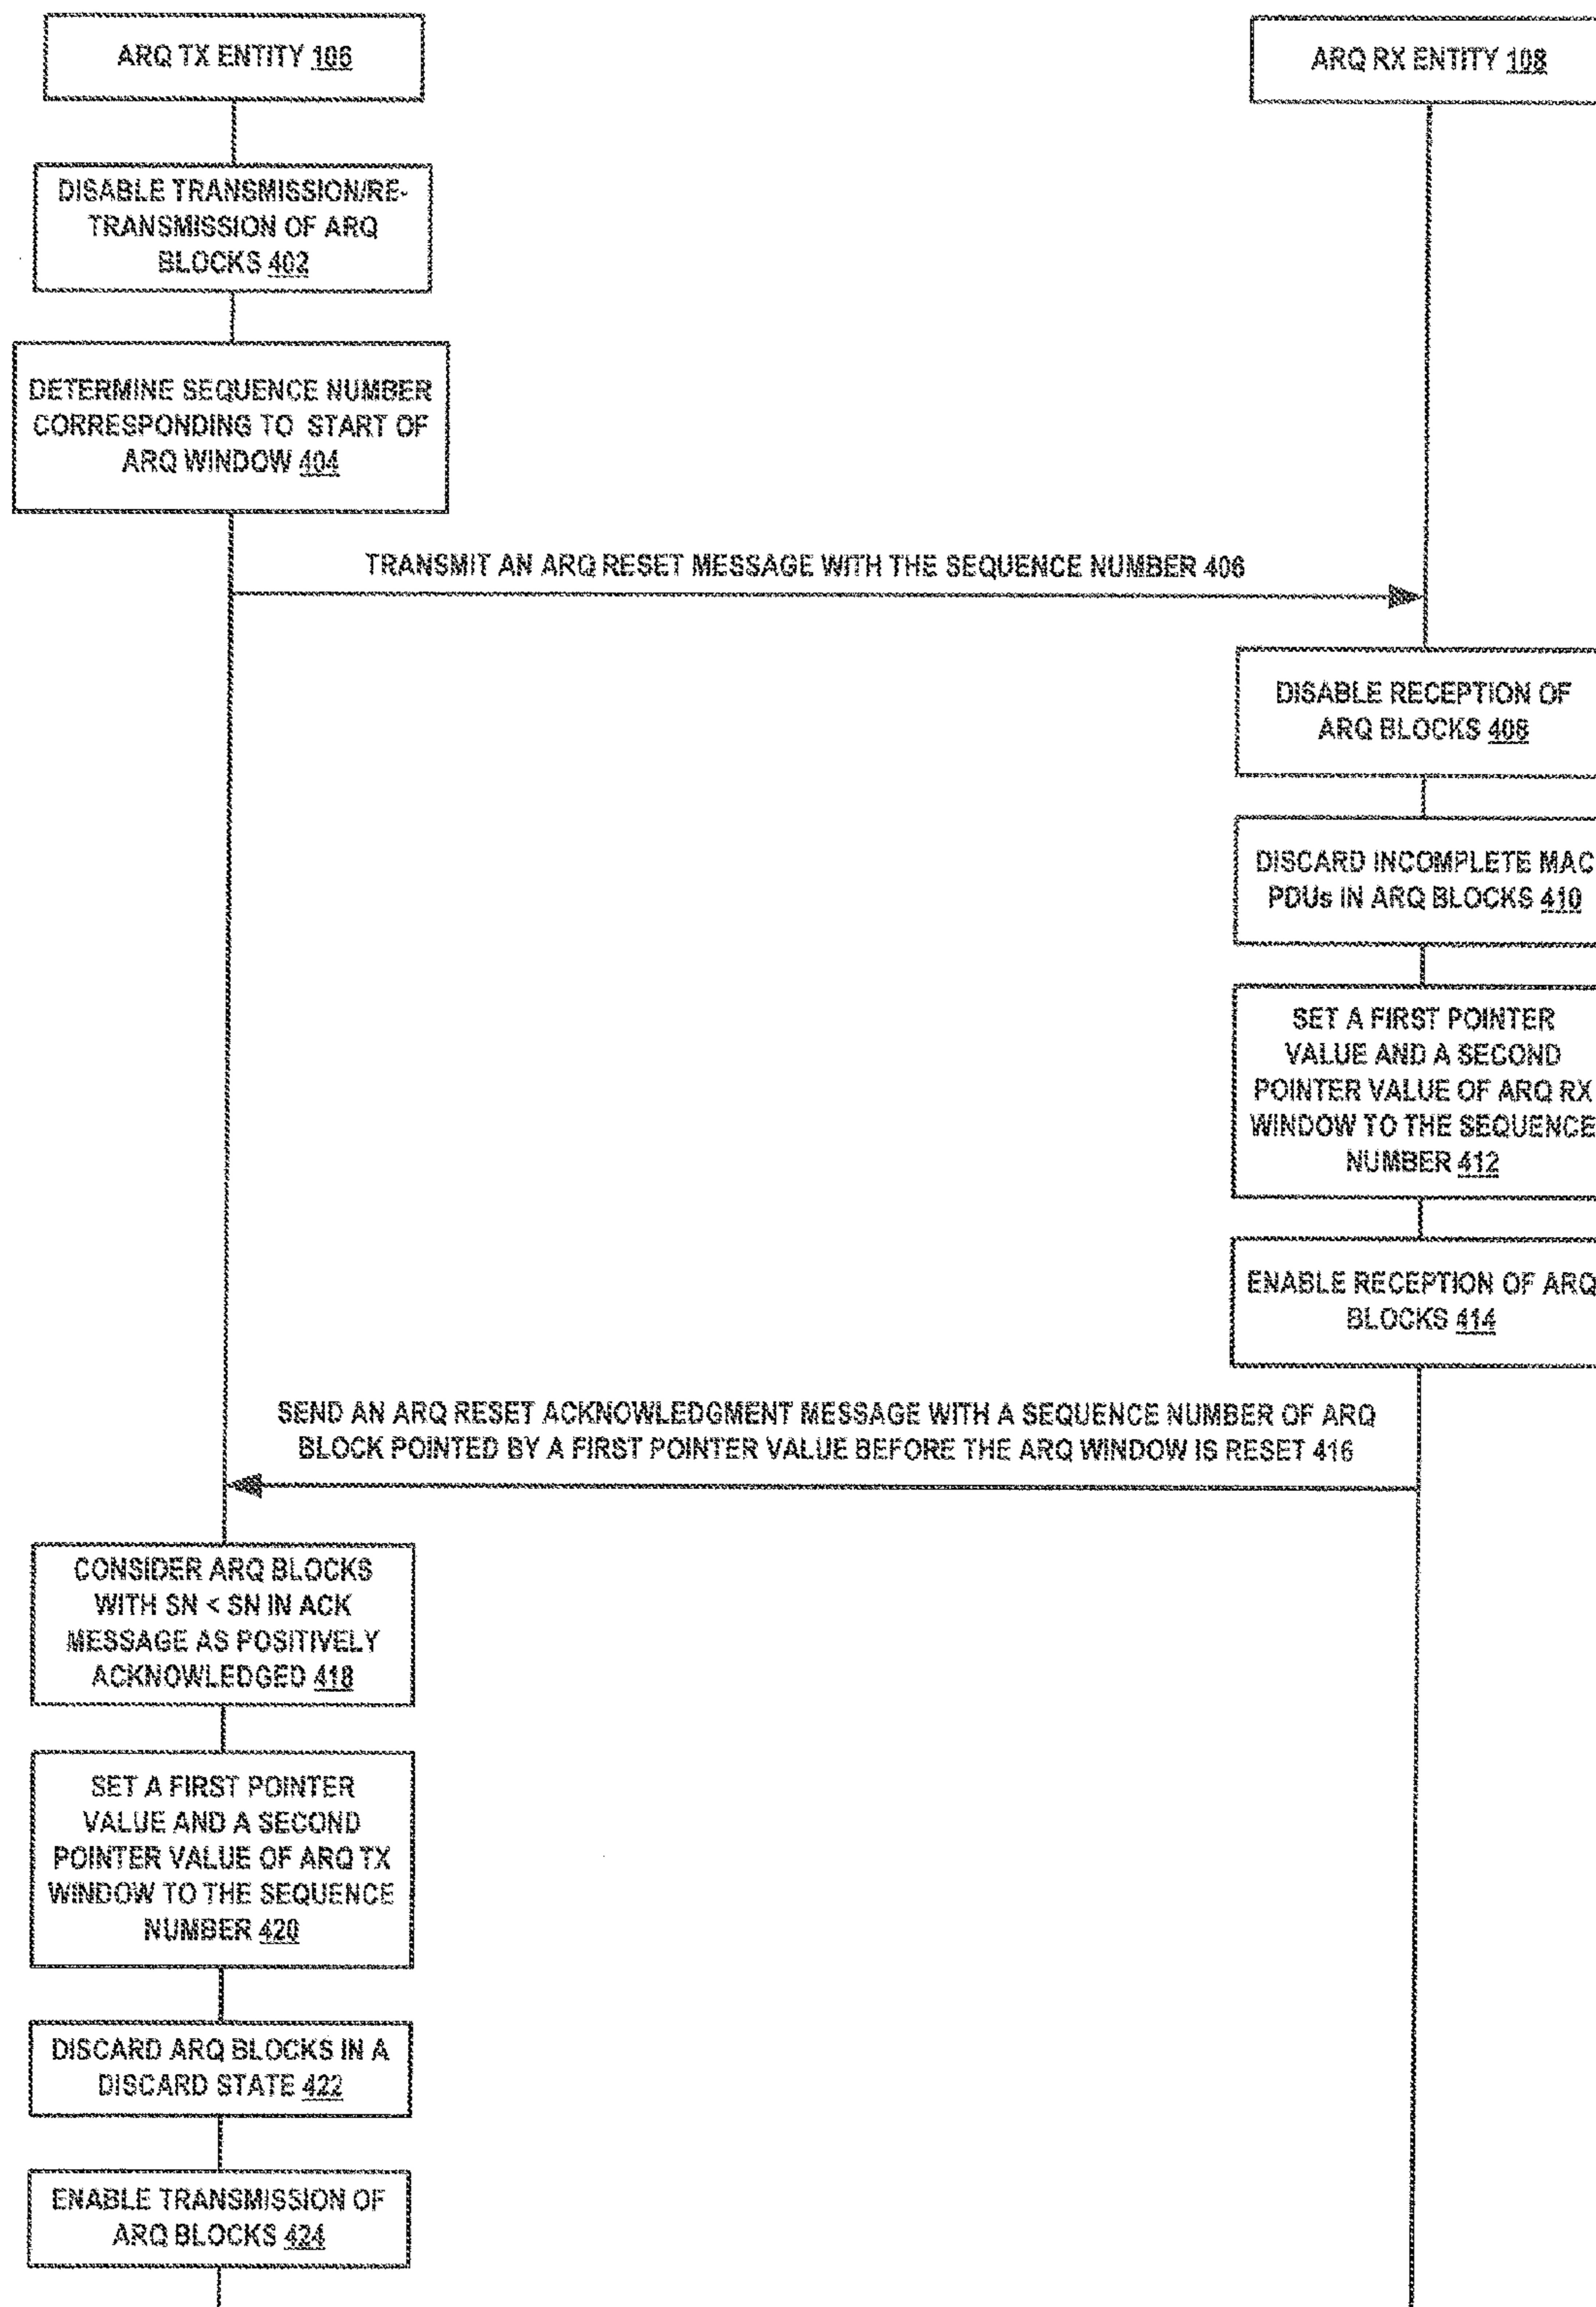 ARQ TX ENTITY 106
ARQ RX ENTITY 108
DISABLE TRANSMISSION/RE-
TRANSMISSION OF ARQ
BLOCKS 402
DETERMINE SEQUENCE NUMBER
CORRESPONDING TO START OF
ARQ WINDOW 404
TRANSMIT AN ARQ RESET MESSAGE WITH THE SEQUENCE NUMBER 406
DISABLE RECEPTION OF
ARQ BLOCKS 408
DISCARD INCOMPLETE MAC
PDUs IN ARQ BLOCKS 410
SET A FIRST POINTER
VALUE AND A SECOND
POINTER VALUE OF ARQ RX
WINDOW TO THE SEQUENCE
NUMBER 412
ENABLE RECEPTION OF ARQ
BLOCKS 414
SEND AN ARQ RESET ACKNOWLEDGMENT MESSAGE WITH A SEQUENCE NUMBER OF ARQ
BLOCK POINTED BY A FIRST POINTER VALUE BEFORE THE ARQ WINDOW IS RESET 416
CONSIDER ARQ BLOCKS
WITH SN < SN IN ACK
MESSAGE AS POSITIVELY
ACKNOWLEDGED 418
SET A FIRST POINTER
VALUE AND A SECOND
POINTER VALUE OF ARQ TX
WINDOW TO THE SEQUENCE
NUMBER 420
DISCARD ARQ BLOCKS IN A
DISCARD STATE 422
ENABLE TRANSMISSION OF
ARQ BLOCKS 424